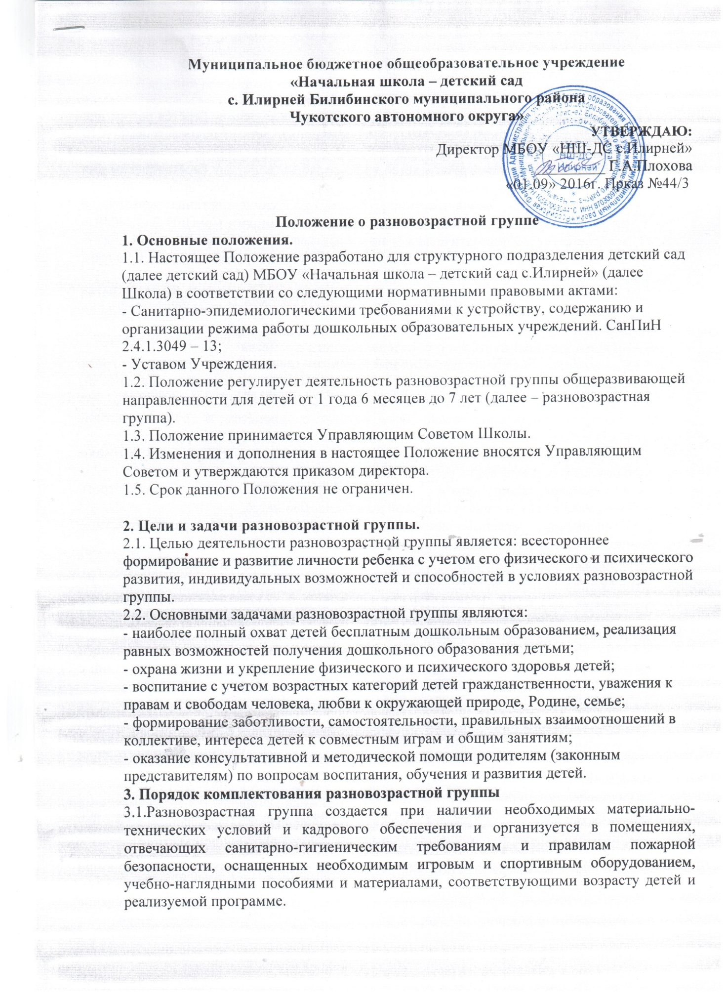 Муниципальное бюджетное общеобразовательное учреждение
«Начальная школа – детский сад
с. Илирней Билибинского муниципального района
Чукотского автономного округа»
УТВЕРЖДАЮ:
Директор МБОУ «НШ-ДС с.Илирней»
Г.А.Плохова
«01.09» 2016г. Прказ №44/3
Положение о разновозрастной группе
1. Основные положения.
1.1. Настоящее Положение разработано для структурного подразделения детский сад
(далее детский сад) МБОУ «Начальная школа – детский сад с.Илирней» (далее
Школа) в соответствии со следующими нормативными правовыми актами:
- Санитарно-эпидемиологическими требованиями к устройству, содержанию и
организации режима работы дошкольных образовательных учреждений. СанПиН
2.4.1.3049 – 13;
- Уставом Учреждения.
1.2. Положение регулирует деятельность разновозрастной группы общеразвивающей
направленности для детей от 1 года 6 месяцев до 7 лет (далее – разновозрастная
группа).
1.3. Положение принимается Управляющим Советом Школы.
1.4. Изменения и дополнения в настоящее Положение вносятся Управляющим
Советом и утверждаются приказом директора.
1.5. Срок данного Положения не ограничен.
2. Цели и задачи разновозрастной группы.
2.1. Целью деятельности разновозрастной группы является: всестороннее
формирование и развитие личности ребенка с учетом его физического и психического
развития, индивидуальных возможностей и способностей в условиях разновозрастной
группы.
2.2. Основными задачами разновозрастной группы являются:
- наиболее полный охват детей бесплатным дошкольным образованием, реализация
равных возможностей получения дошкольного образования детьми;
- охрана жизни и укрепление физического и психического здоровья детей;
- воспитание с учетом возрастных категорий детей гражданственности, уважения к
правам и свободам человека, любви к окружающей природе, Родине, семье;
- формирование заботливости, самостоятельности, правильных взаимоотношений в
коллективе, интереса детей к совместным играм и общим занятиям;
- оказание консультативной и методической помощи родителям (законным
представителям) по вопросам воспитания, обучения и развития детей.
3. Порядок комплектования разновозрастной группы
3.1.Разновозрастная группа создается при наличии необходимых материально-
технических условий и кадрового обеспечения и организуется в помещениях,
отвечающих санитарно-гигиеническим требованиям и правилам пожарной
безопасности, оснащенных необходимым игровым и спортивным оборудованием,
учебно-наглядными пособиями и материалами, соответствующими возрасту детей и
реализуемой программе.